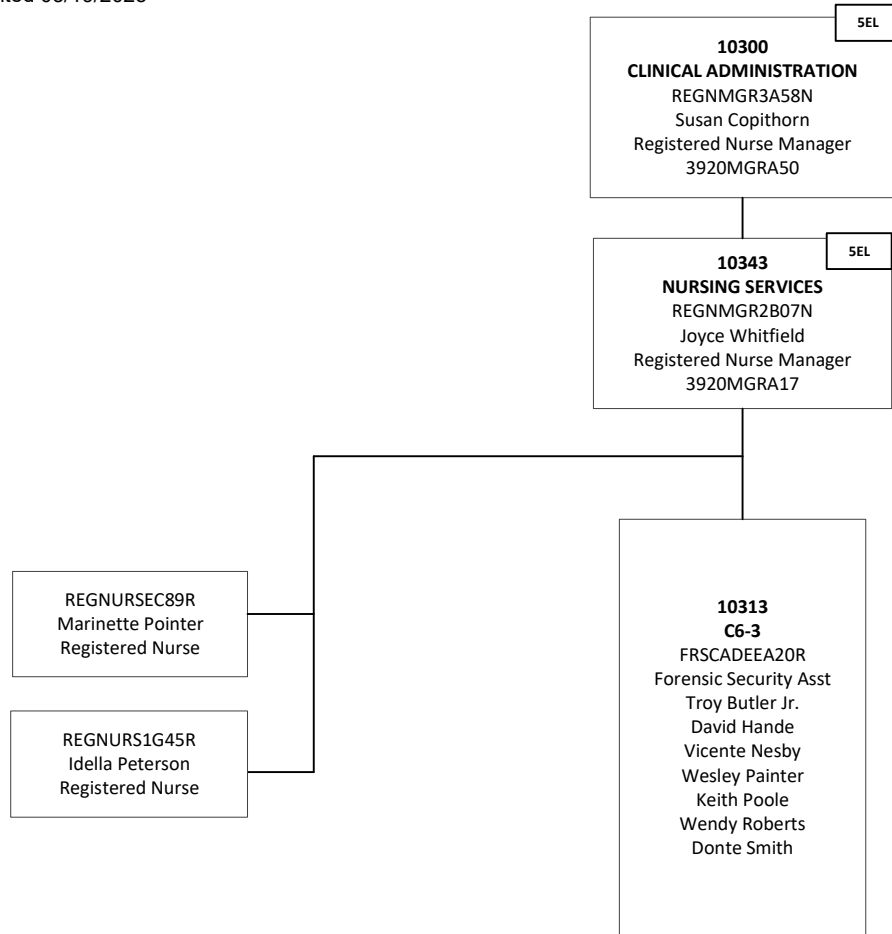 5EL
10300
CLINICAL ADMINISTRATION
REGNMGR3A58N
Susan Copithorn
Registered Nurse Manager
3920MGRA50
5EL
10343
NURSING SERVICES
REGNMGR2B07N
Joyce Whitfield
Registered Nurse Manager
3920MGRA17
REGNURSEC89R
Marinette Pointer
Registered Nurse
REGNURS1G45R
Idella Peterson
Registered Nurse
10313
C6-3
FRSCADEEA20R
Forensic Security Asst
Troy Butler Jr.
David Hande
Vicente Nesby
Wesley Painter
Keith Poole
Wendy Roberts
Donte Smith